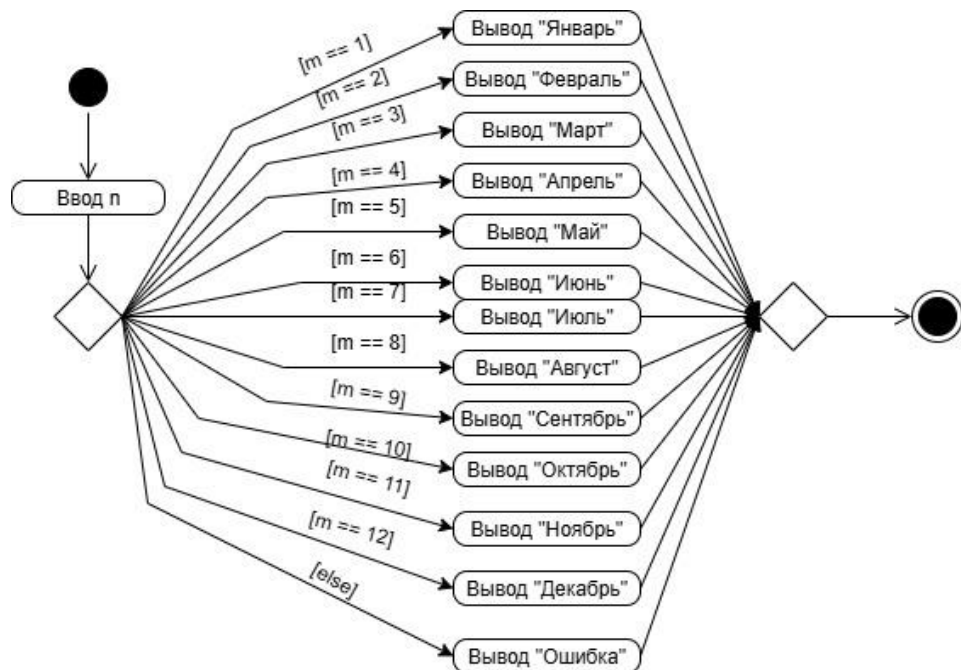 Ввод n
[m == 1]
Вывод "Январь"
[m == 2]
Вывод "Февраль"
[m == 3]
Вывод "Март"
[m == 4]
Вывод "Апрель"
[m == 5]
Вывод "Май"
[m == 6]
Вывод "Июнь"
[m == 7]
Вывод "Июль"
[m == 8]
Вывод "Август"
[m == 9]
Вывод "Сентябрь"
[m == 10]
Вывод "Октябрь"
[m == 11]
Вывод "Ноябрь"
[m == 12]
Вывод "Декабрь"
[else]
Вывод "Ошибка"